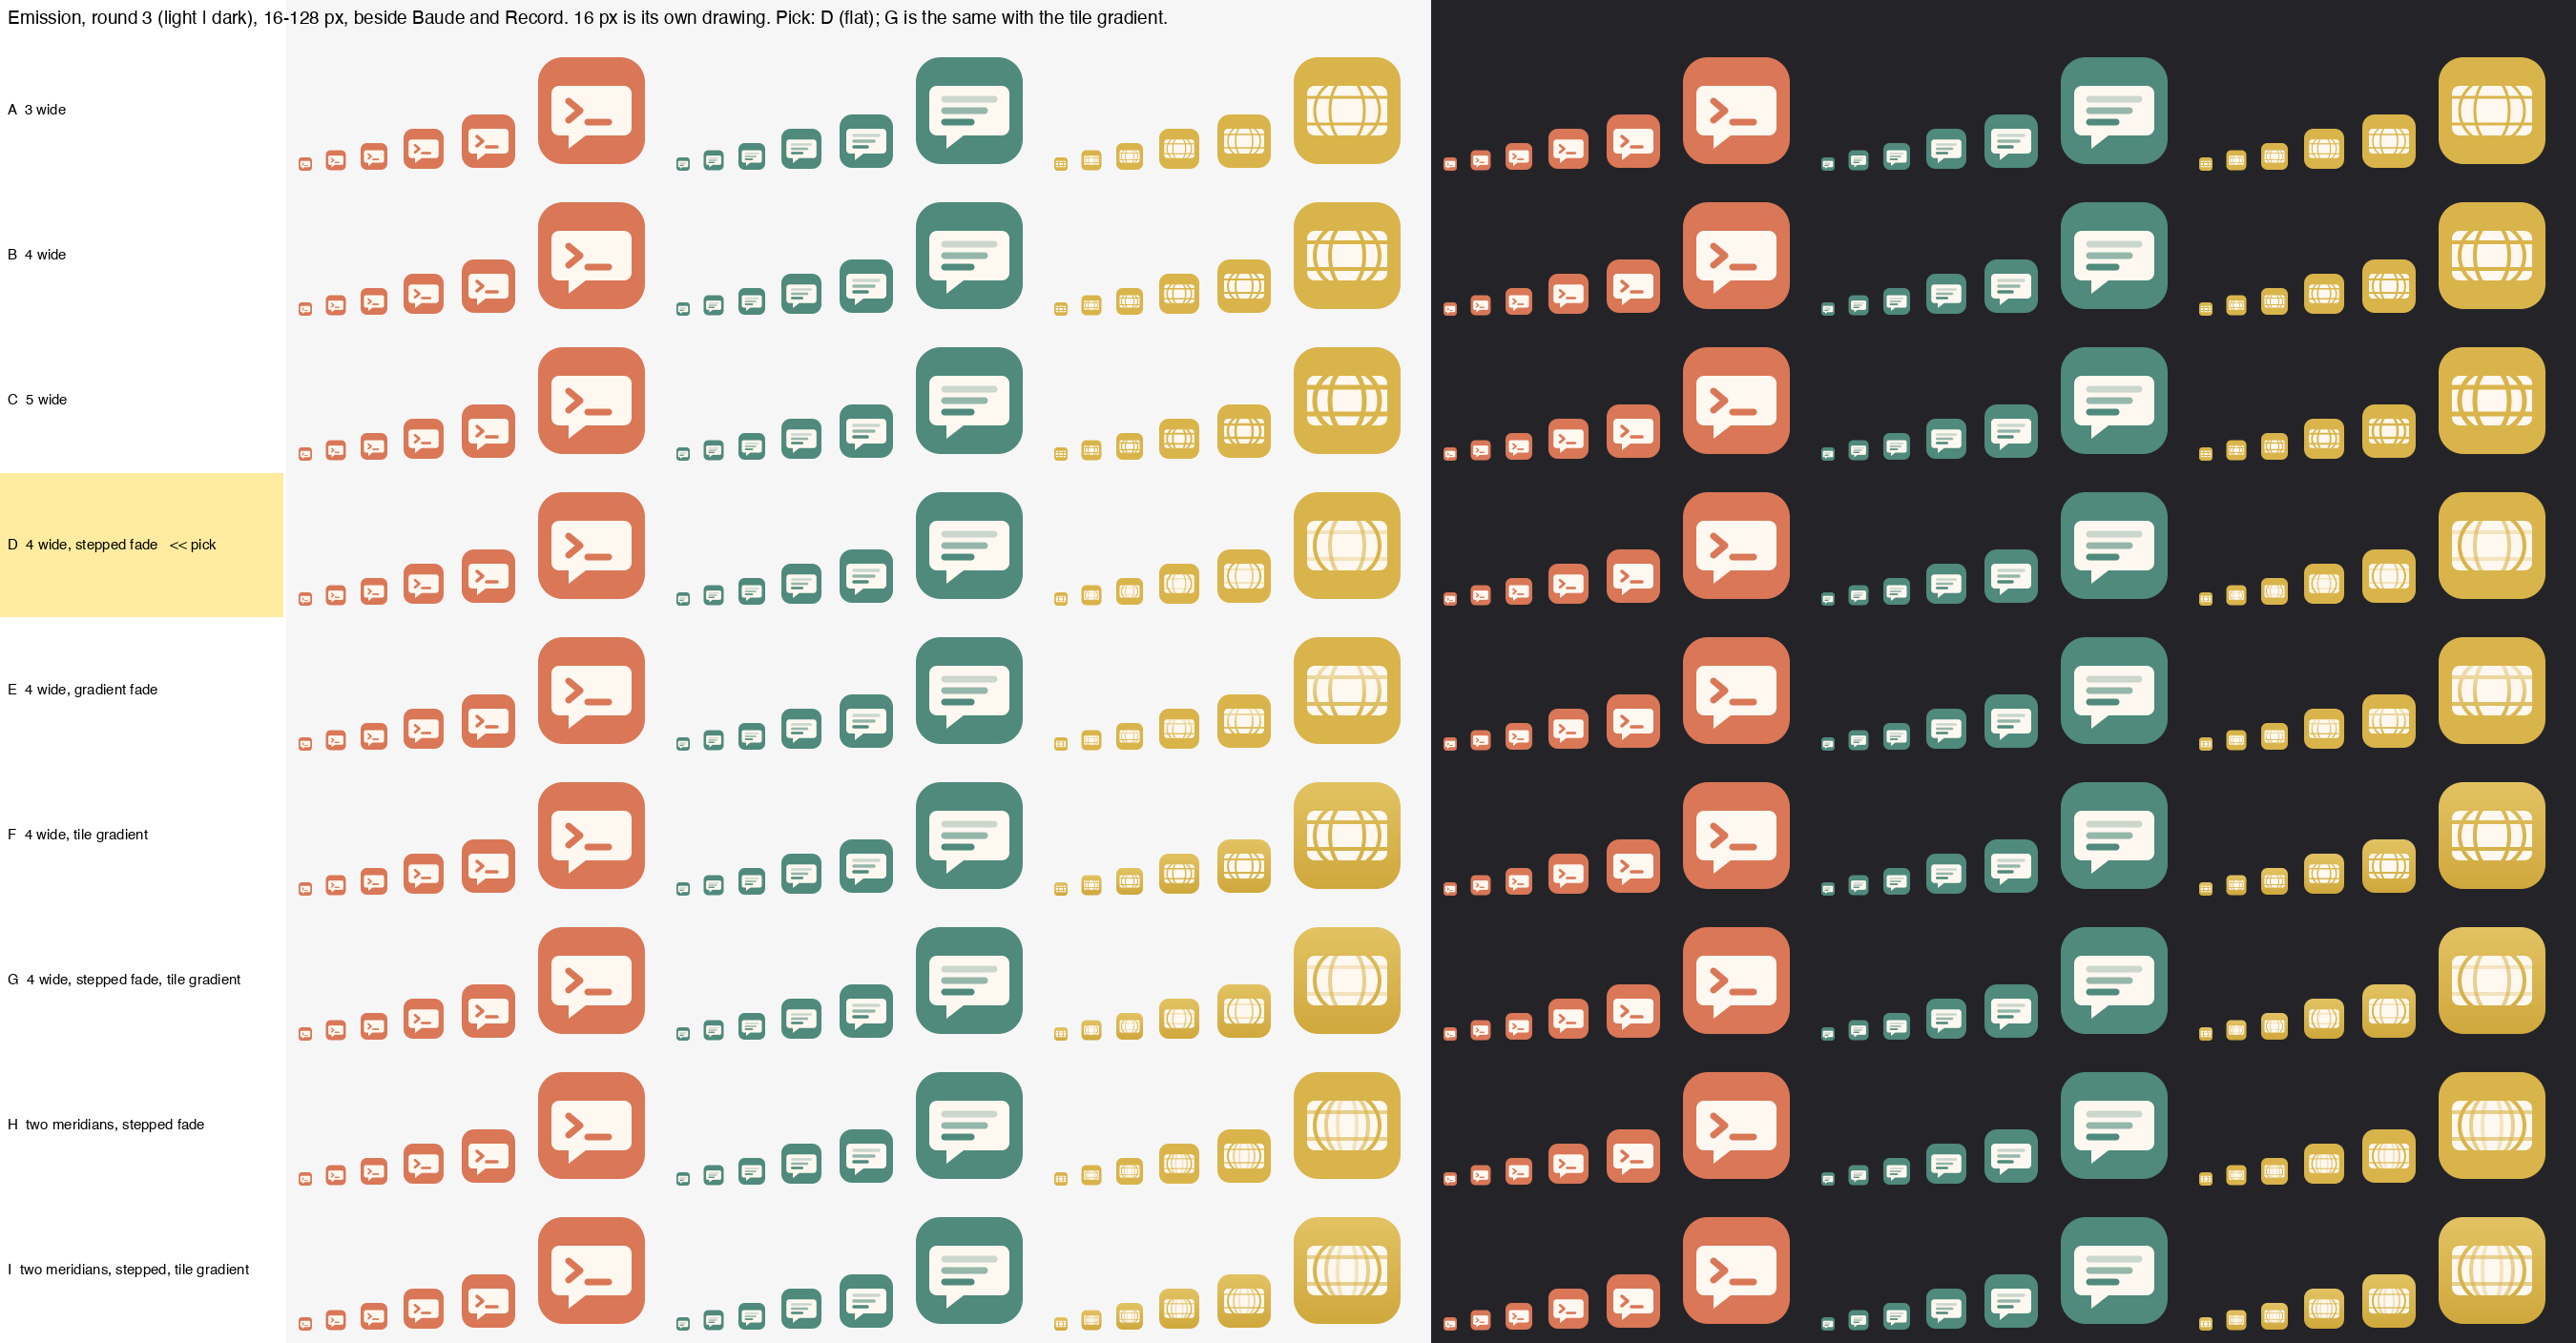 Emission, round 3 (light | dark), 16-128 px, beside Baude and Record. 16 px is its own drawing. Pick: D (flat); G is the same with the tile gradient.
A 3 wide
B 4 wide
C 5 wide
D 4 wide, stepped fade << pick
E 4 wide, gradient fade
F 4 wide, tile gradient
G 4 wide, stepped fade, tile gradient
H two meridians, stepped fade
I two meridians, stepped, tile gradient